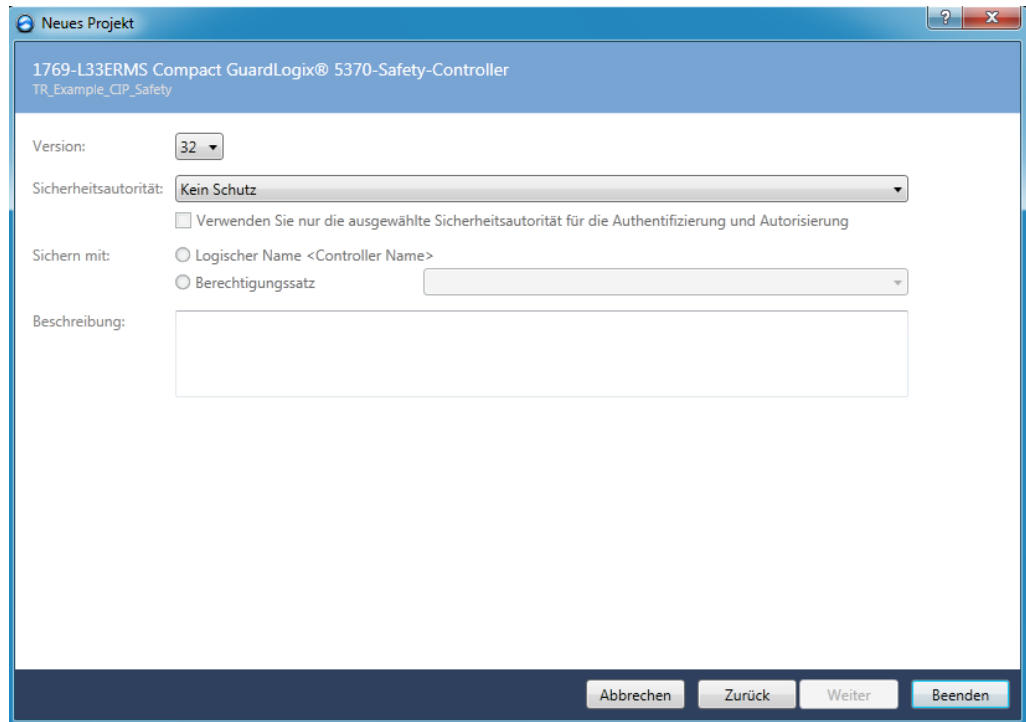 Neues Projekt
?
X
1769-L33ERMS Compact GuardLogix® 5370-Safety-Controller
TR_Example_CIP_Safety
Version:
32
Sicherheitsautorität:
Kein Schutz
Verwenden Sie nur die ausgewählte Sicherheitsautorität für die Authentifizierung und Autorisierung
Sichern mit:
Logischer Name <Controller Name>
Berechtigungssatz
Beschreibung:
Abbrechen
Zurück
Weiter
Beenden